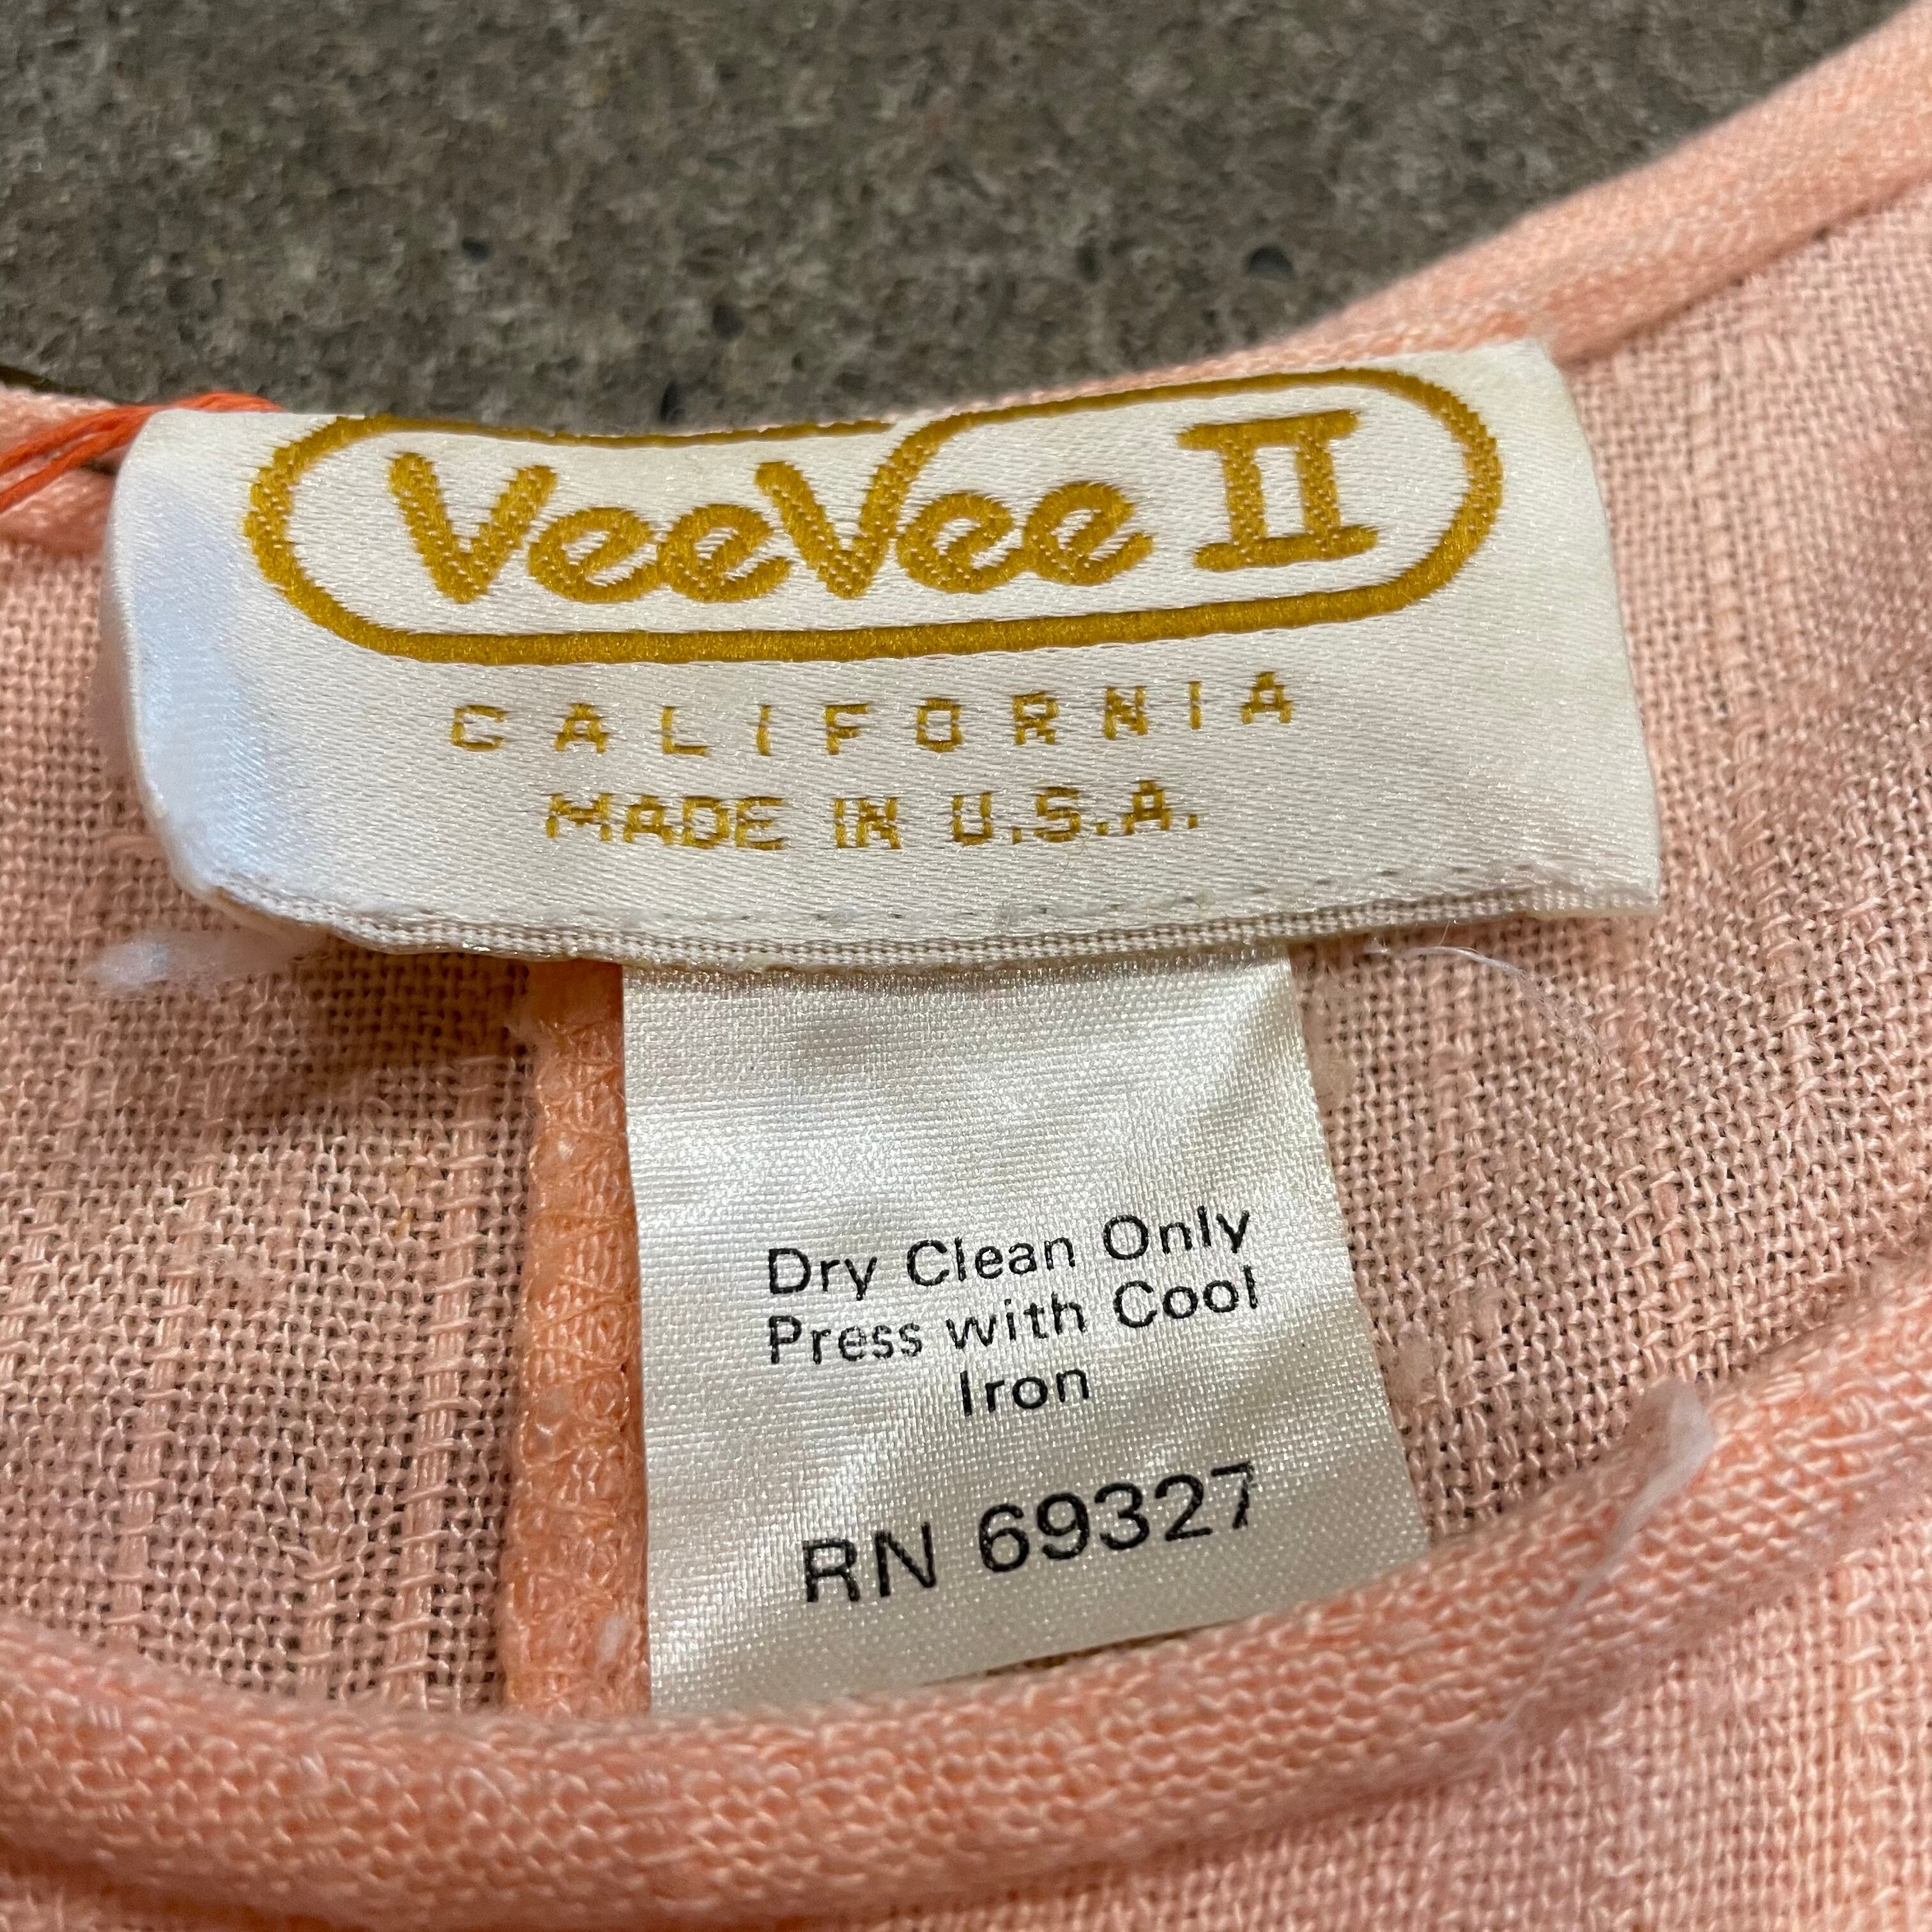 VeeVee II
CALIFORNIA
MADE IN U.S.A.
Dry Clean Only
Press with Cool
Iron
RN 69327